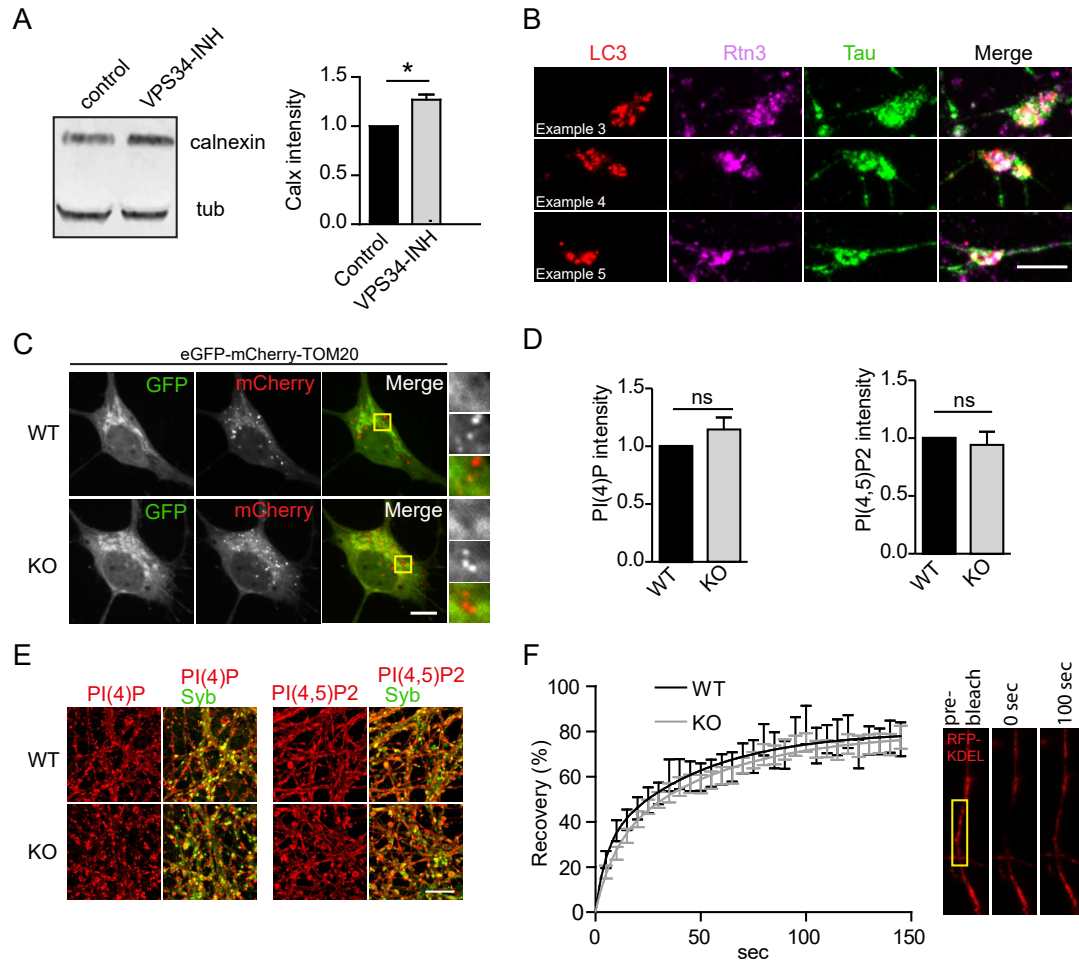 A
control
VPS34-INH
calnexin
tub
Calx intensity
1.5
1.0
0.5
0.0
*
Control
VPS34-INH
B
LC3 Rtn3 Tau Merge
Example 3
Example 4
Example 5
C
eGFP-mCherry-TOM20
GFP mCherry Merge
WT
GFP mCherry Merge
KO
D
PI(4)P intensity
1.5
1.0
0.5
0.0
ns
WT
KO
PI(4,5)P2 intensity
1.5
1.0
0.5
0.0
ns
WT
KO
E
PI(4)P
PI(4)P
Syb
PI(4,5)P2
PI(4,5)P2
Syb
WT
KO
F
Recovery (%)
100
80
60
40
20
0
WT
KO
0 50 100 150
sec
pre-
bleach
0 sec
100 sec
RFP-
KDEL